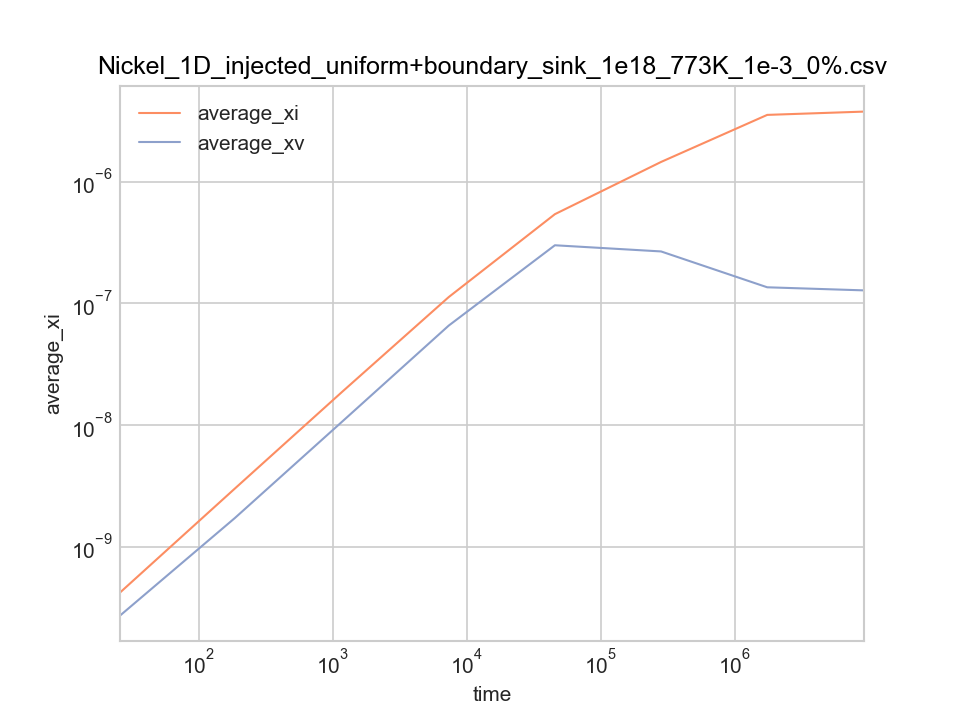 Nickel_1D_injected_uniform+boundary_sink_1e18_773K_1e-3_0%.csv
average_xi
average_xv
10⁻⁶
10⁻⁷
10⁻⁸
10⁻⁹
average_xi
10²
10³
10⁴
10⁵
10⁶
time